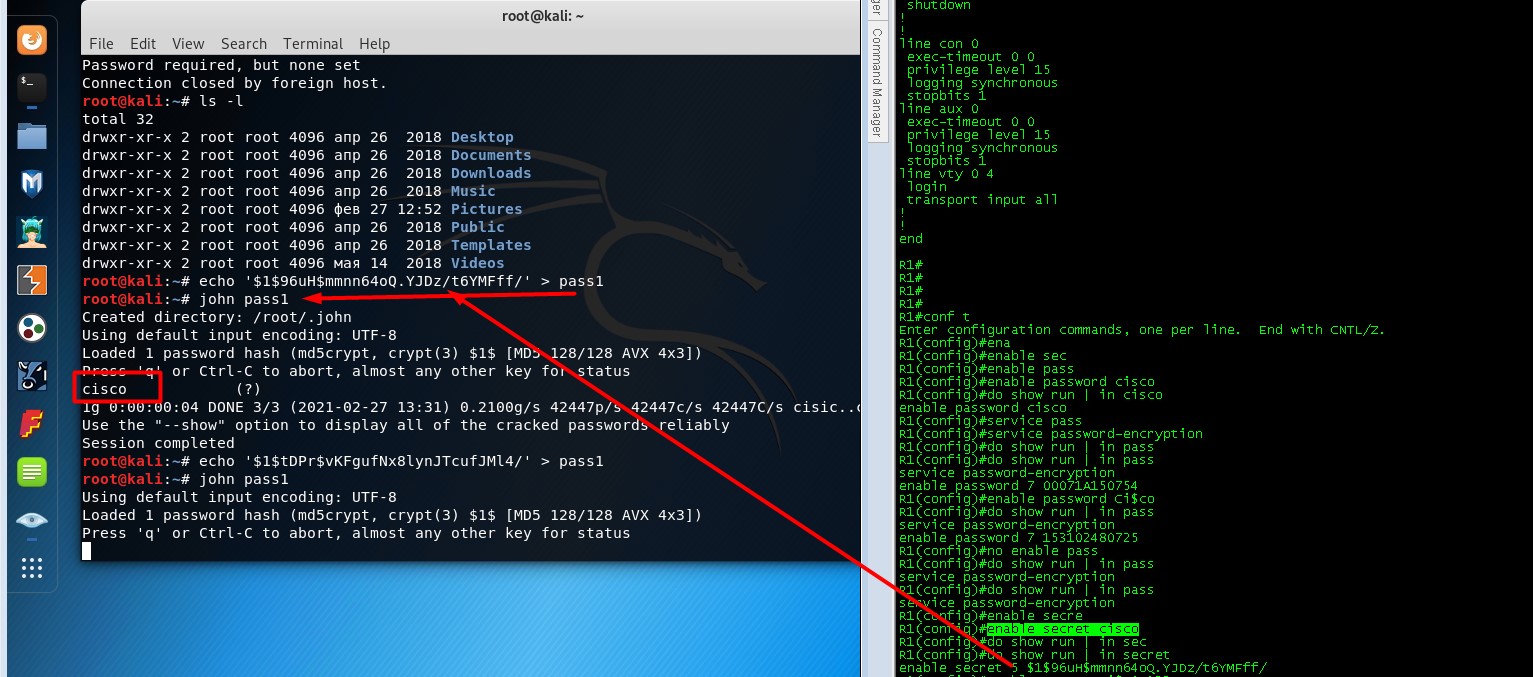 root@kali: ~
File Edit View Search Terminal Help
Password required, but none set
Connection closed by foreign host.
root@kali:~# ls -l
total 32
drwxr-xr-x 2 root root 4096 апр 26  2018 Desktop
drwxr-xr-x 2 root root 4096 апр 26  2018 Documents
drwxr-xr-x 2 root root 4096 апр 26  2018 Downloads
drwxr-xr-x 2 root root 4096 апр 26  2018 Music
drwxr-xr-x 2 root root 4096 фев 27 12:52 Pictures
drwxr-xr-x 2 root root 4096 апр 26  2018 Public
drwxr-xr-x 2 root root 4096 апр 26  2018 Templates
drwxr-xr-x 2 root root 4096 мая 14  2018 Videos
root@kali:~# echo '$1$96uH$mmnn64oQ.YJDz/t6YMFff/' > pass1
root@kali:~# john pass1
Created directory: /root/.john
Using default input encoding: UTF-8
Loaded 1 password hash (md5crypt, crypt(3) $1$ [MD5 128/128 AVX 4x3])
Press 'q' or Ctrl-C to abort, almost any other key for status
cisco            (?)
1g 0:00:00:04 DONE 3/3 (2021-02-27 13:31) 0.2100g/s 42447p/s 42447c/s 42447C/s cisic..c
Use the "--show" option to display all of the cracked passwords reliably
Session completed
root@kali:~# echo '$1$tDPr$vKFgufNx8lynJTcufJMl4/' > pass1
root@kali:~# john pass1
Using default input encoding: UTF-8
Loaded 1 password hash (md5crypt, crypt(3) $1$ [MD5 128/128 AVX 4x3])
Press 'q' or Ctrl-C to abort, almost any other key for status
ger
Command Manager
shutdown
!
!
line con 0
exec-timeout 0 0
privilege level 15
logging synchronous
stopbits 1
line aux 0
exec-timeout 0 0
privilege level 15
logging synchronous
stopbits 1
line vty 0 4
login
transport input all
!
!
end
R1#
R1#
R1#
R1#
R1#conf t
Enter configuration commands, one per line.  End with CNTL/Z.
R1(config)#ena
R1(config)#enable sec
R1(config)#enable pass
R1(config)#enable password cisco
R1(config)#do show run | in cisco
enable password cisco
R1(config)#service pass
R1(config)#service password-encryption
R1(config)#do show run | in pass
R1(config)#do show run | in pass
service password-encryption
enable password 7 00071A150754
R1(config)#enable password Ci$co
R1(config)#do show run | in pass
service password-encryption
enable password 7 153102480725
R1(config)#no enable pass
R1(config)#do show run | in pass
service password-encryption
R1(config)#do show run | in pass
service password-encryption
R1(config)#enable secre
R1(config)#enable secret cisco
R1(config)#do show run | in sec
R1(config)#do show run | in secret
enable secret 5 $1$96uH$mmnn64oQ.YJDz/t6YMFff/